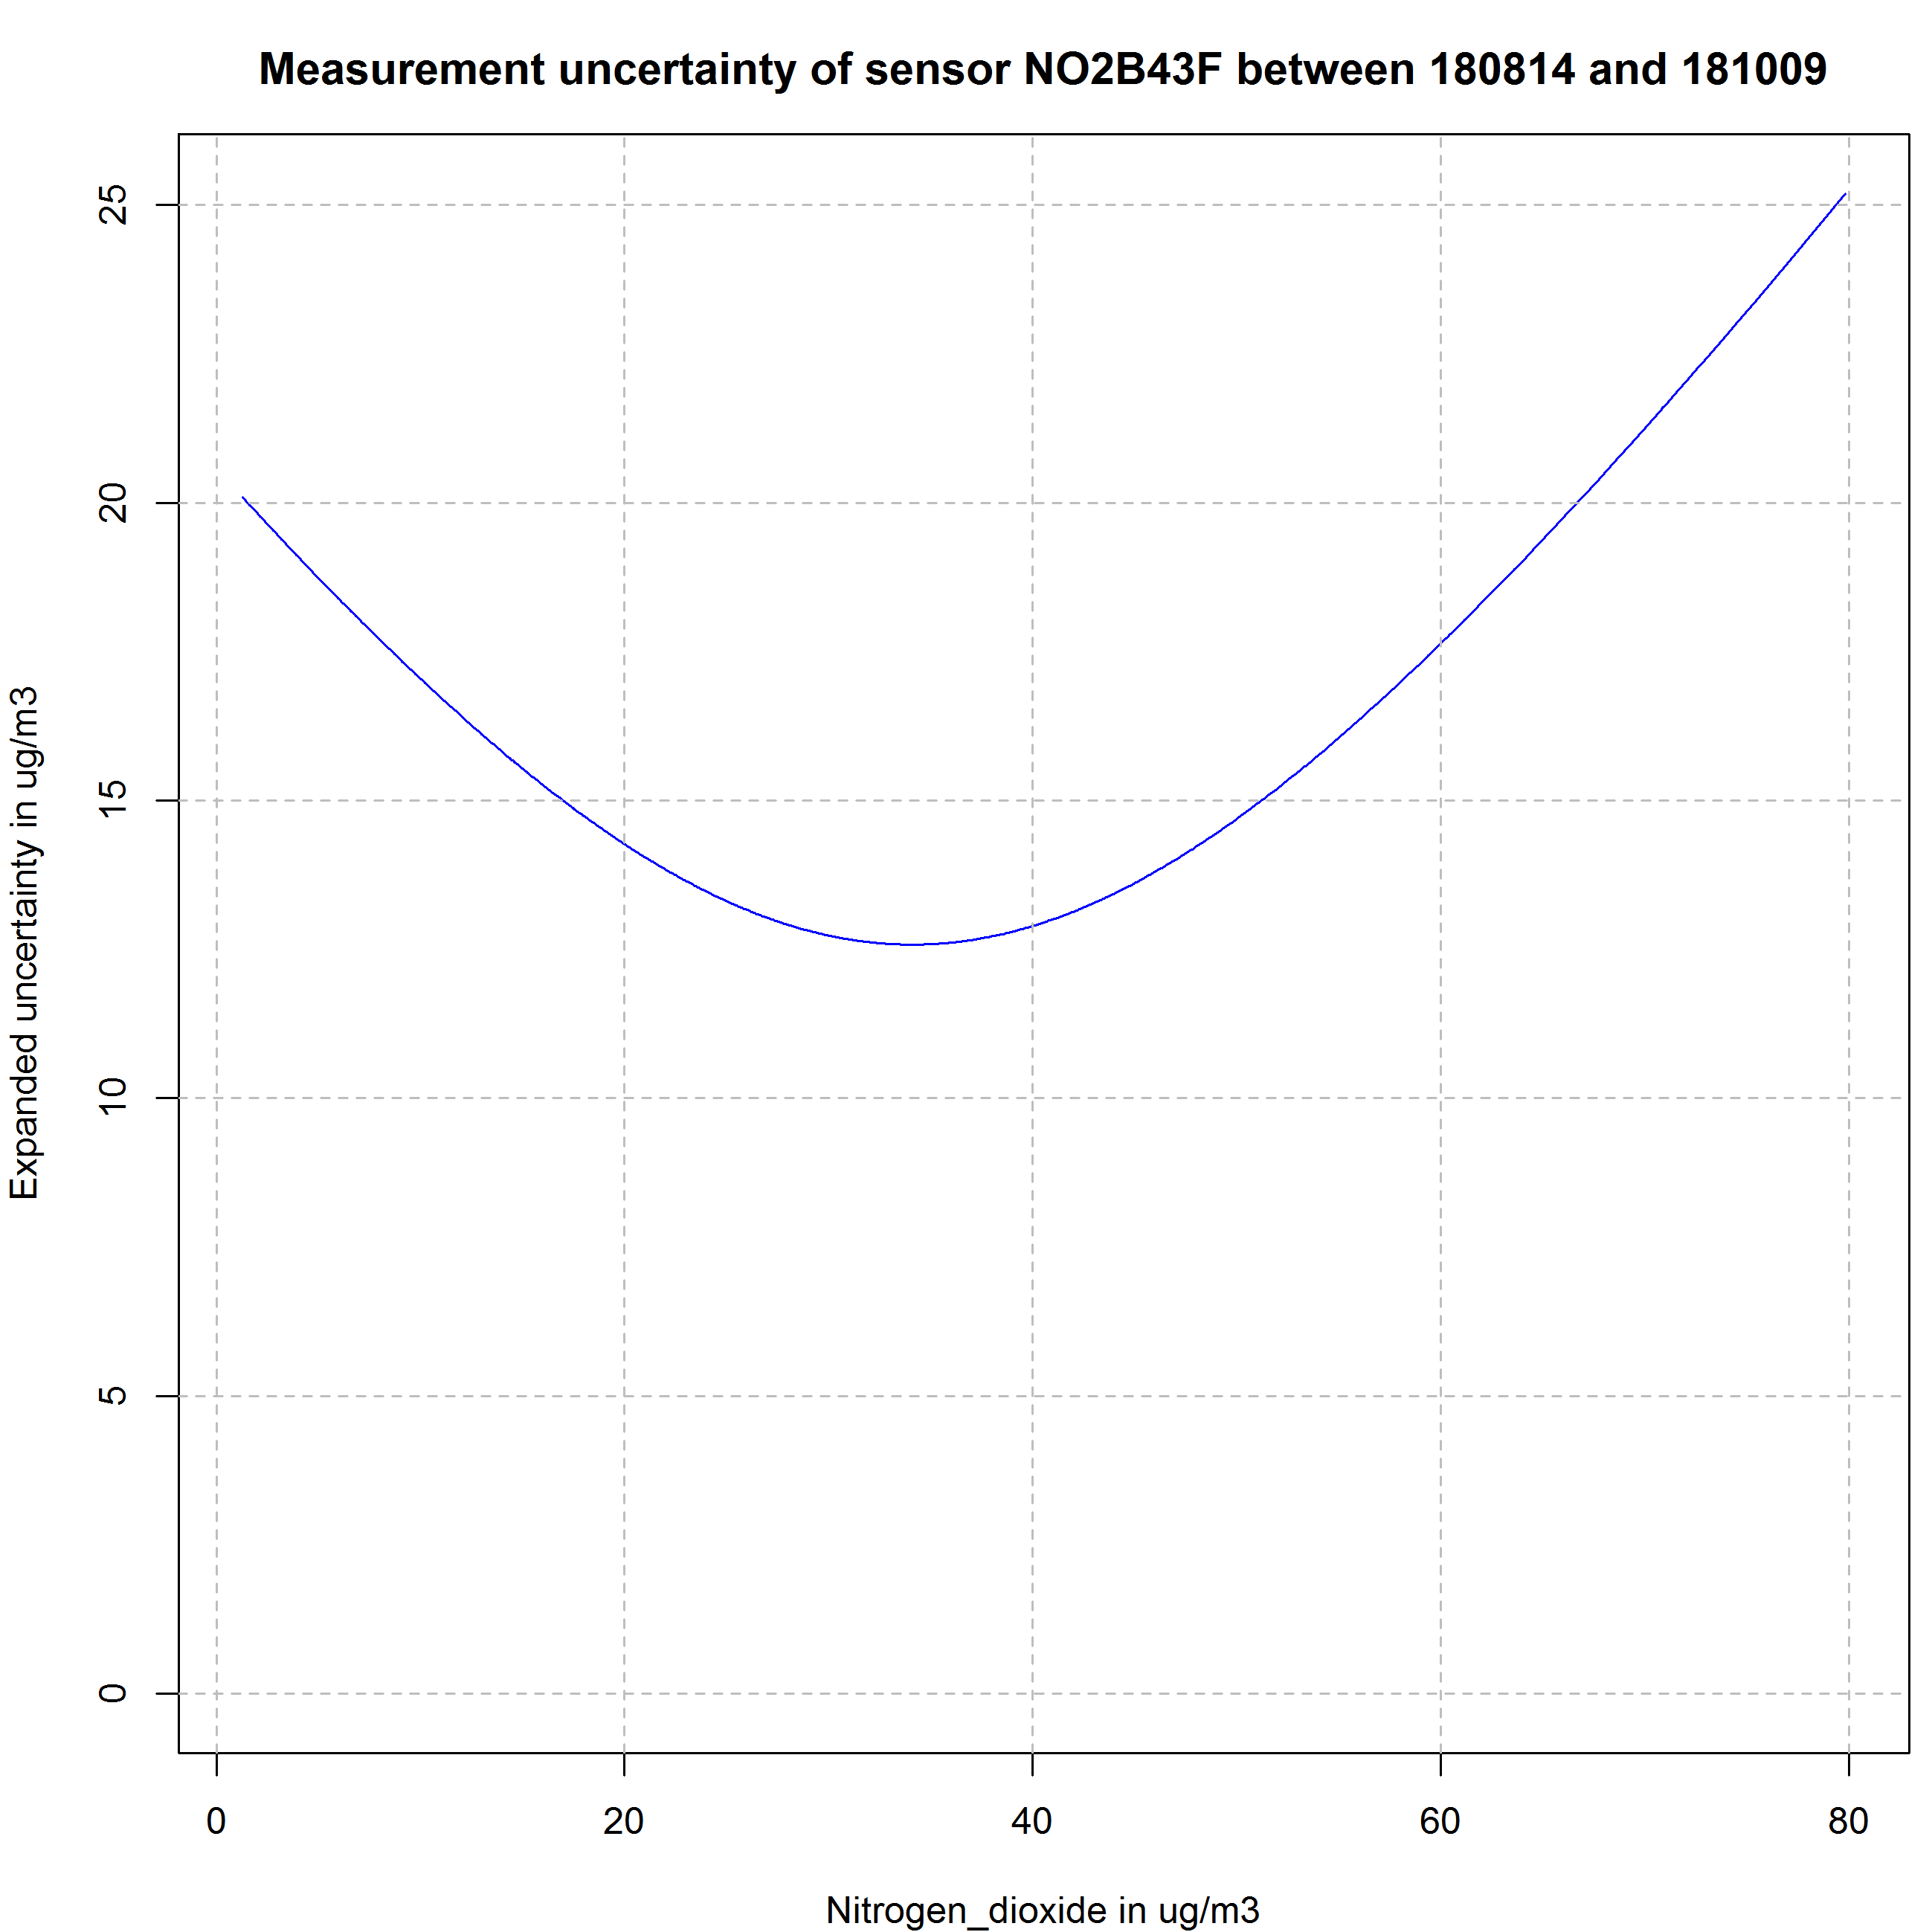 Measurement uncertainty of sensor NO2B43F between 180814 and 181009
Expanded uncertainty in ug/m3
25
20
15
10
5
0
0 20 40 60 80
Nitrogen_dioxide in ug/m3